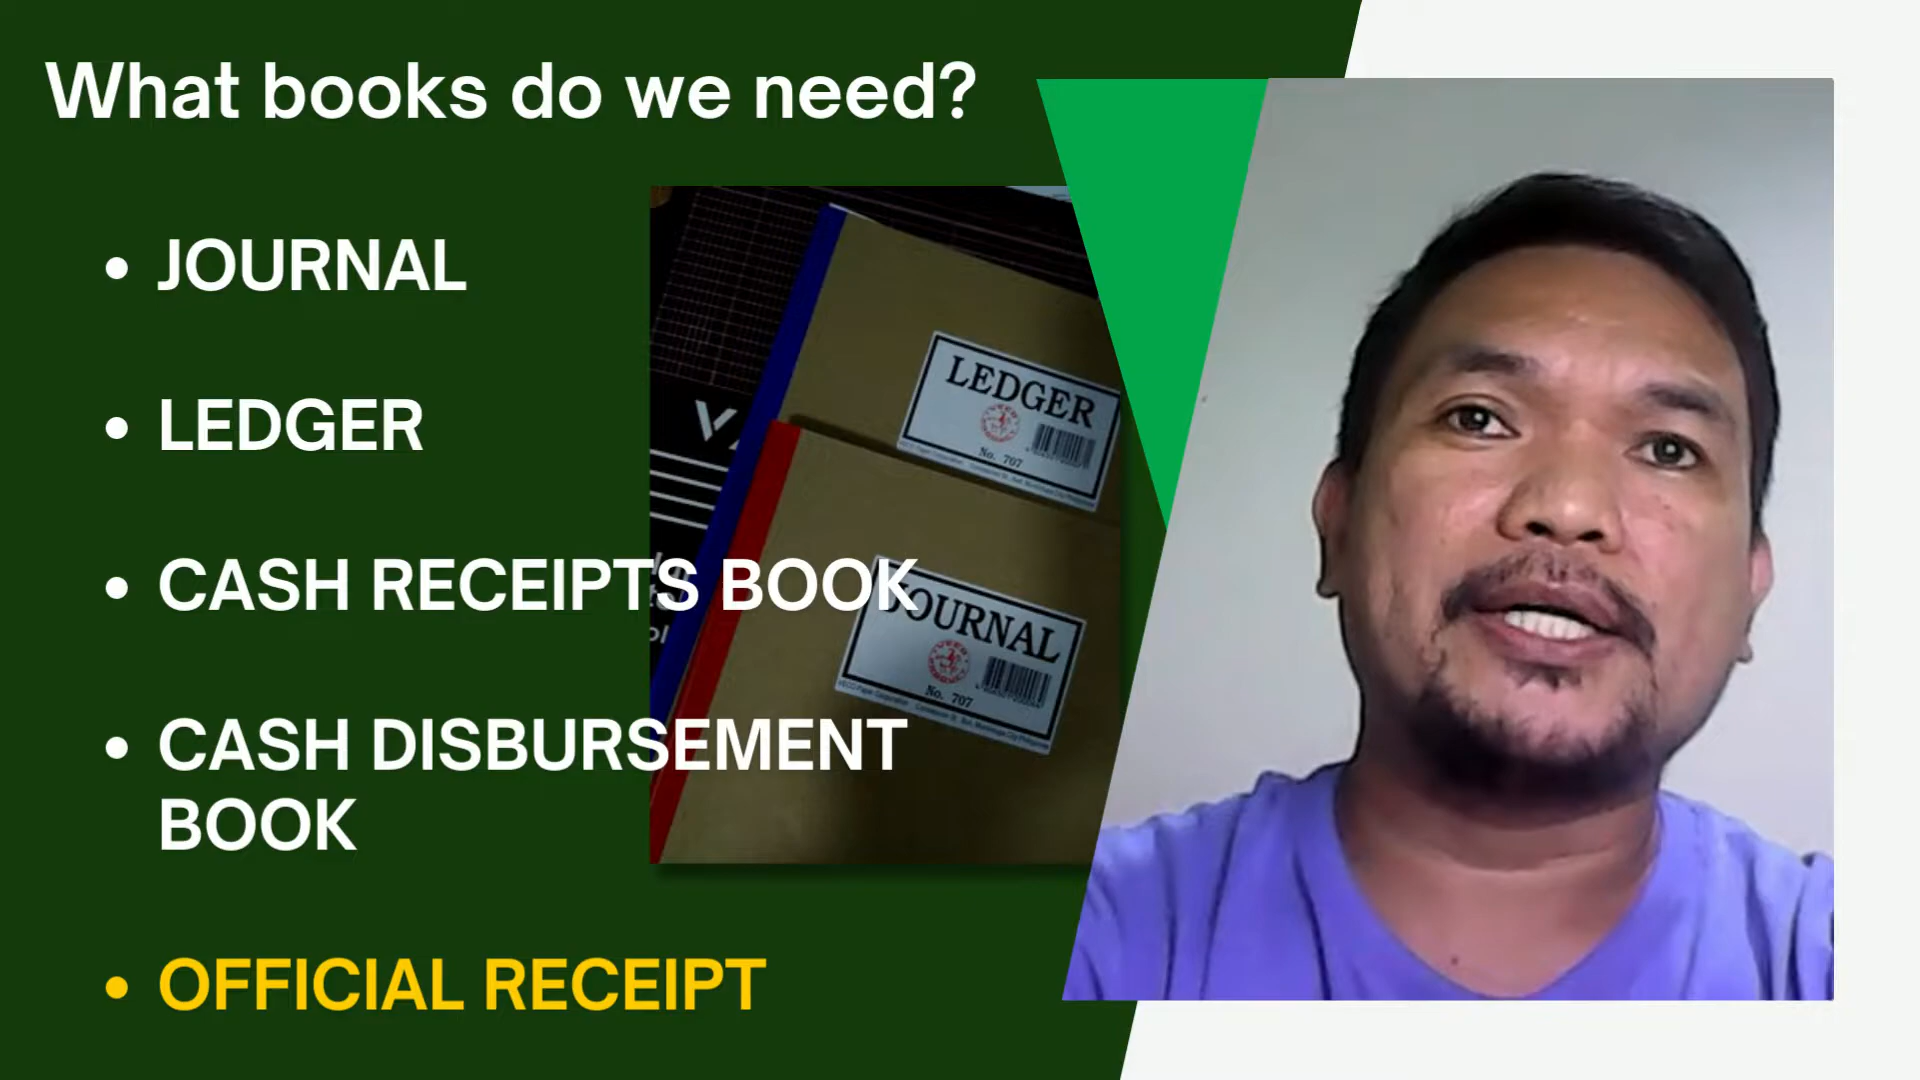 What books do we need?
• JOURNAL
• LEDGER
• CASH RECEIPTS BOOK
• CASH DISBURSEMENT
BOOK
• OFFICIAL RECEIPT
LEDGER
No. 707
JOURNAL
No. 707